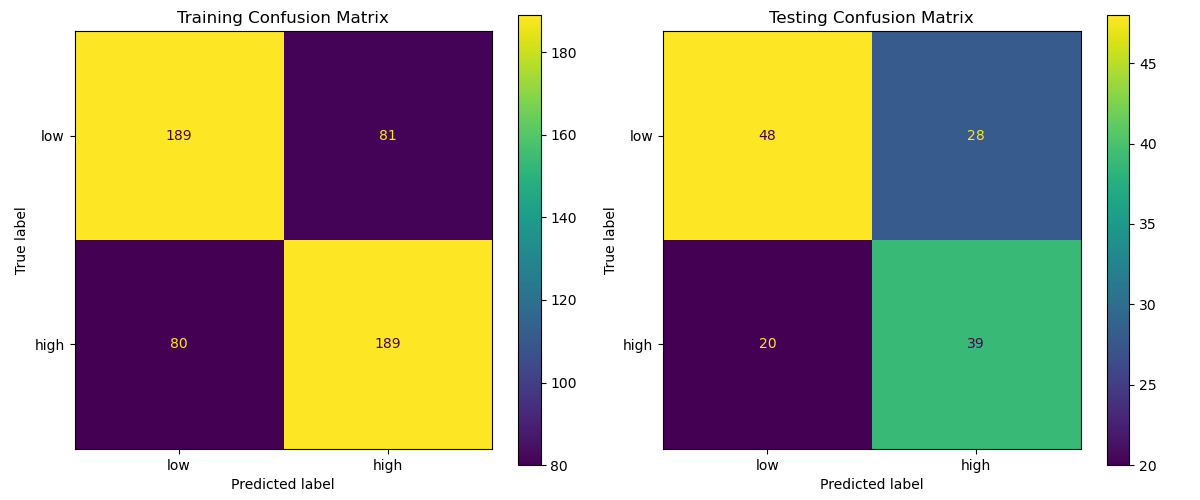 Training Confusion Matrix
True label
low
high
189
81
80
189
low
high
Predicted label
180
160
140
120
100
80
Testing Confusion Matrix
True label
low
high
48
28
20
39
low
high
Predicted label
45
40
35
30
25
20